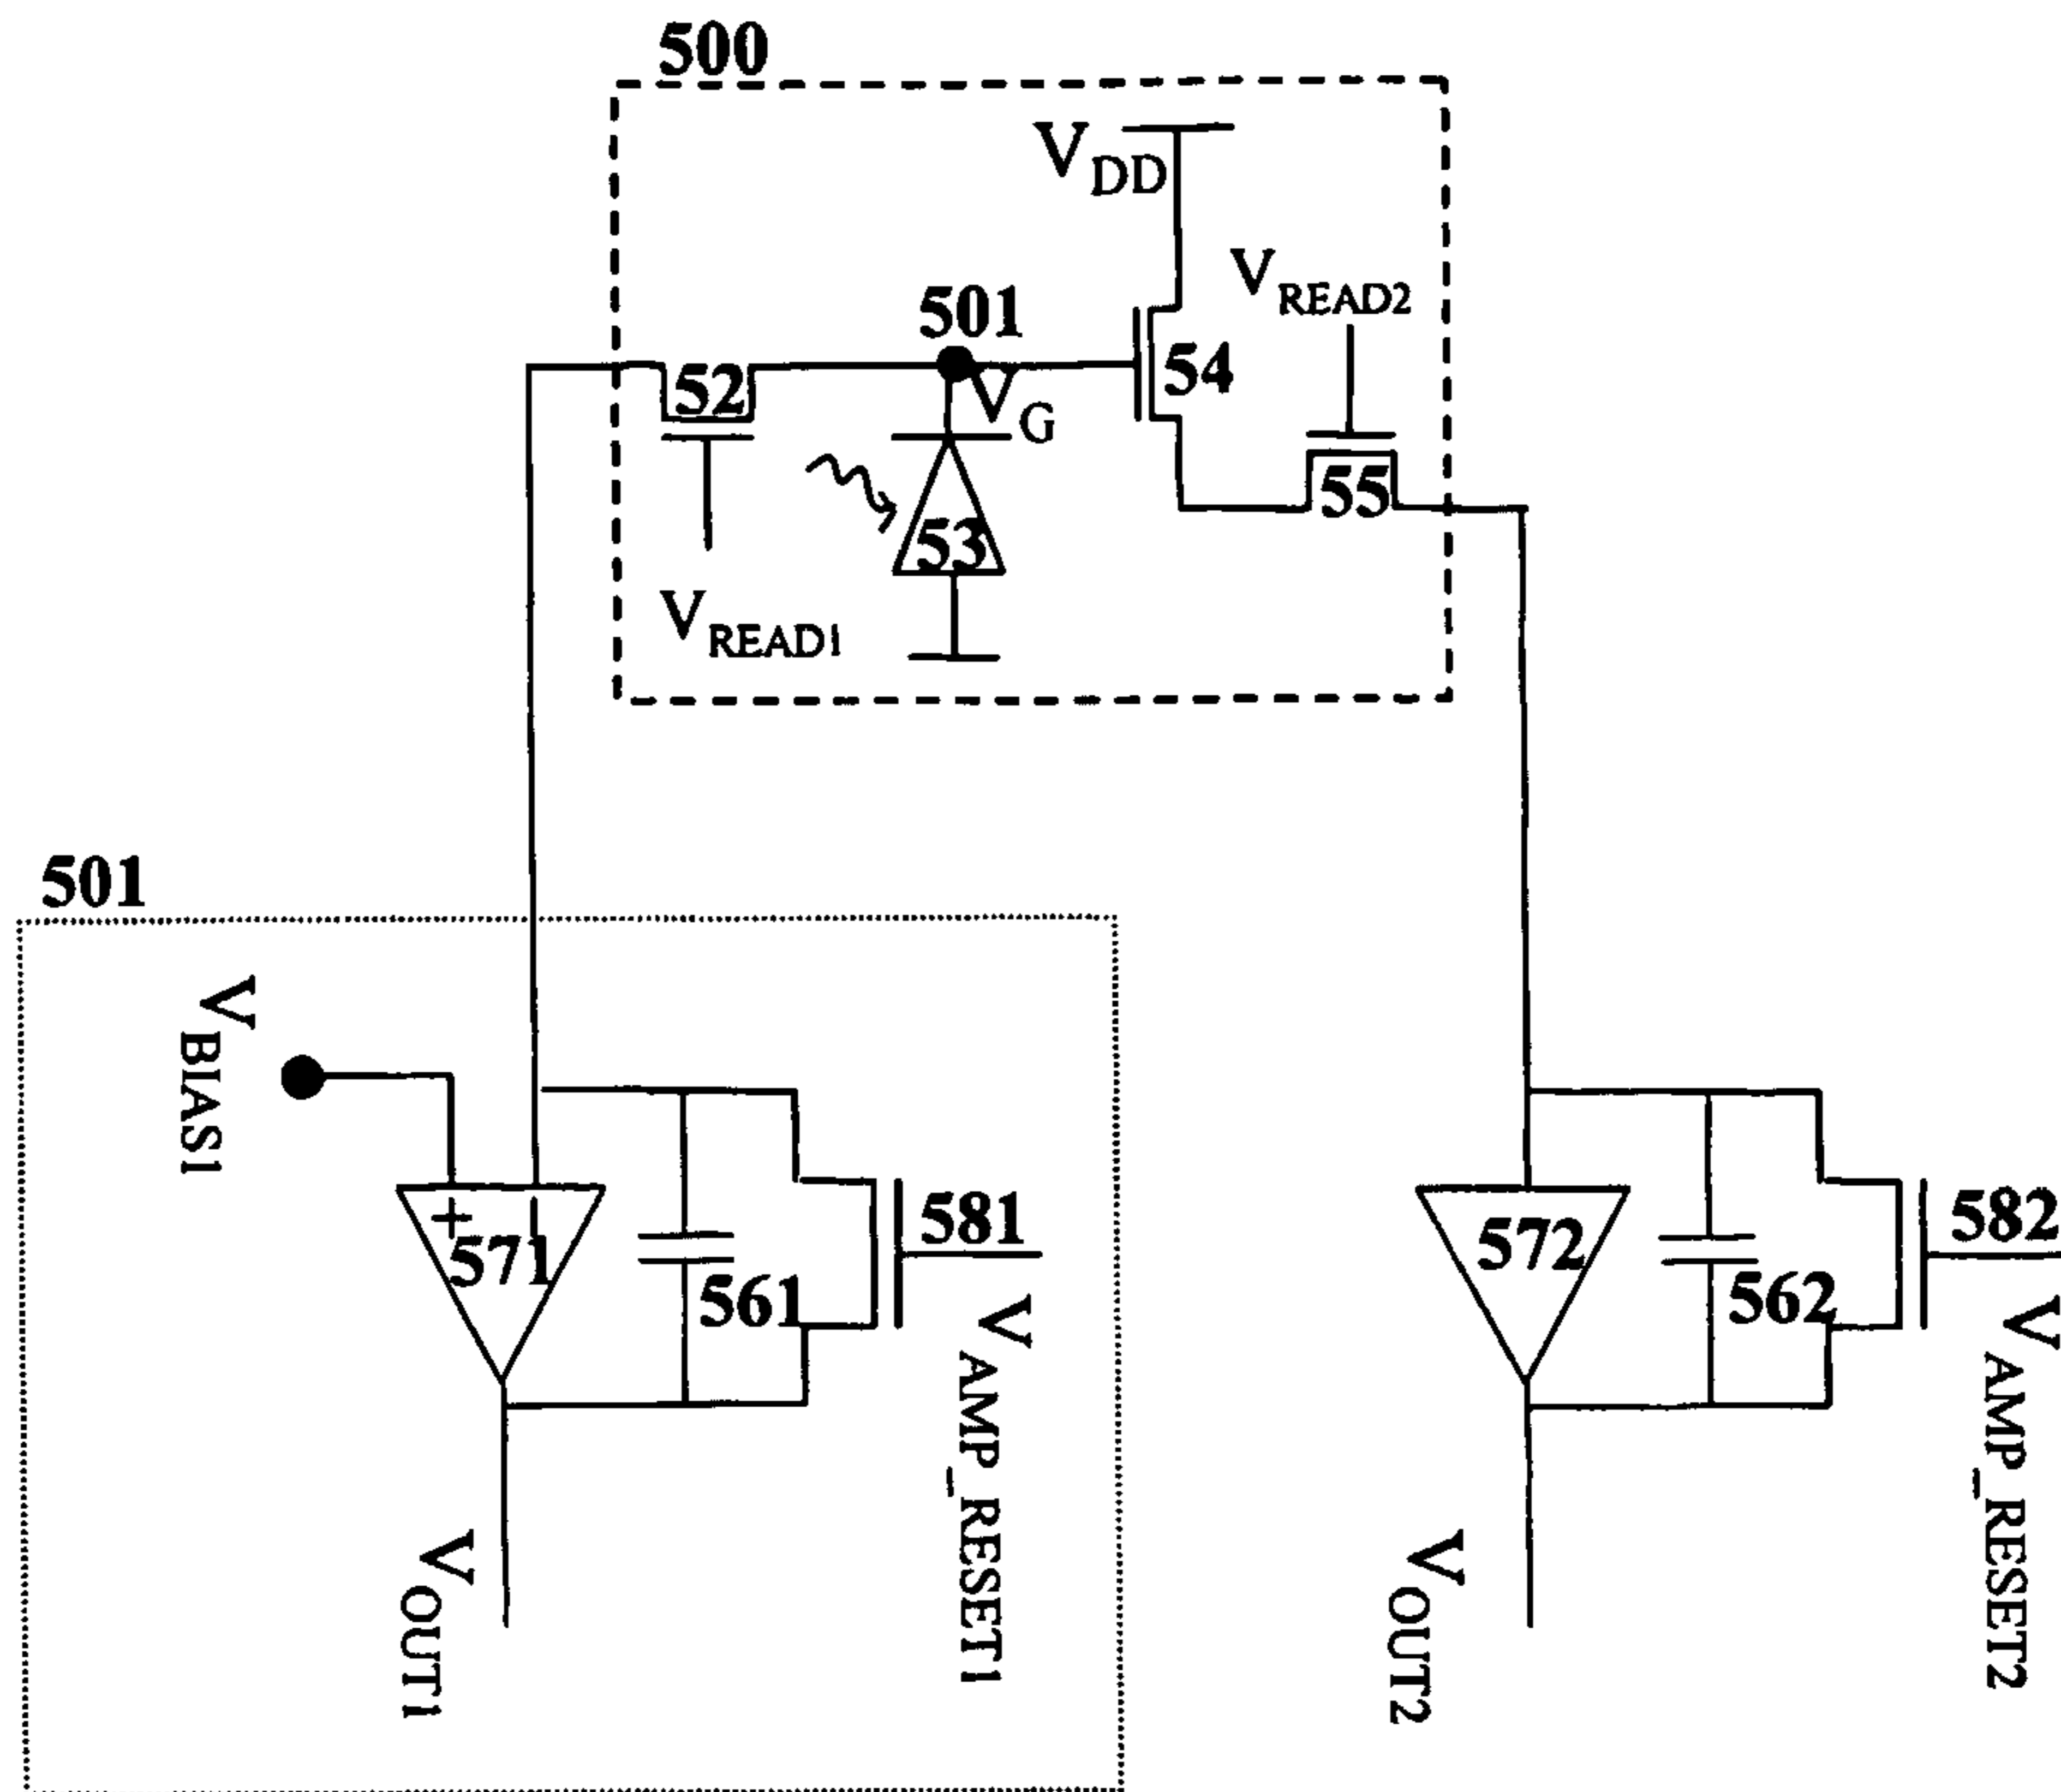 500
VDD
VREAD2
501
52
54
VG
55
53
VREAD1
501
VBIAS1
+
−
571
561
581
VAMP_RESET1
VOUT1
572
562
582
VAMP_RESET2
VOUT2